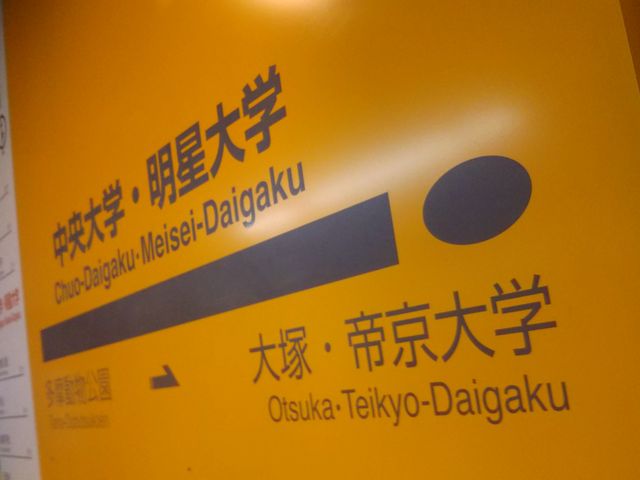 中央大学・明星大学
Chuo-Daigaku·Meisei-Daigaku
多摩動物公園
大塚・帝京大学
Otsuka·Teikyo-Daigaku